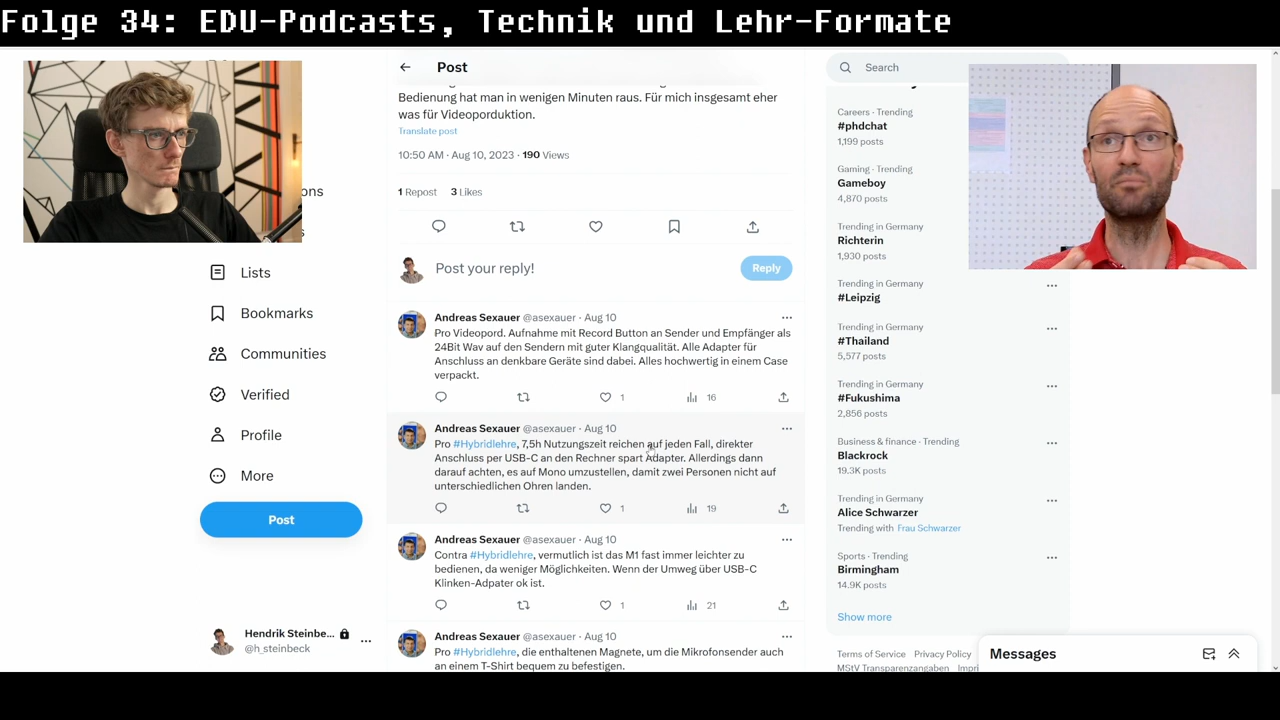 Folge 34: EDU-Podcasts, Technik und Lehr-Formate
Post
Bedienung hat man in wenigen Minuten raus. Für mich insgesamt eher
was für Videoporduktion.
Translate post
10:50 AM · Aug 10, 2023 · 190 Views
1 Repost 3 Likes
Post your reply!
Reply
Andreas Sexauer @asexauer · Aug 10
Pro Videopord. Aufnahme mit Record Button an Sender und Empfänger als
24Bit Wav auf den Sendern mit guter Klangqualität. Alle Adapter für
Anschluss an denkbare Geräte sind dabei. Alles hochwertig in einem Case
verpackt.
1 16
Andreas Sexauer @asexauer · Aug 10
Pro #Hybridlehre, 7,5h Nutzungszeit reichen auf jeden Fall, direkter
Anschluss per USB-C an den Rechner spart Adapter. Allerdings dann
darauf achten, es auf Mono umzustellen, damit zwei Personen nicht auf
unterschiedlichen Ohren landen.
1 19
Andreas Sexauer @asexauer · Aug 10
Contra #Hybridlehre, vermutlich ist das M1 fast immer leichter zu
bedienen, da weniger Möglichkeiten. Wenn der Umweg über USB-C
Klinken-Adpater ok ist.
1 21
Andreas Sexauer @asexauer · Aug 10
Pro #Hybridlehre, die enthaltenen Magnete, um die Mikrofonsender auch
an einem T-Shirt bequem zu befestigen.
Lists
Bookmarks
Communities
Verified
Profile
More
Post
Hendrik Steinbe...
@h_steinbeck
Search
Careers · Trending
#phdchat
1,199 posts
Gaming · Trending
Gameboy
4,870 posts
Trending in Germany
Richterin
1,930 posts
Trending in Germany
#Leipzig
Trending in Germany
#Thailand
5,577 posts
Trending in Germany
#Fukushima
2,856 posts
Business & finance · Trending
Blackrock
19.3K posts
Trending in Germany
Alice Schwarzer
Trending with Frau Schwarzer
Sports · Trending
Birmingham
14.9K posts
Show more
Terms of Service Privacy Policy
MStV Transparenzangaben
Messages